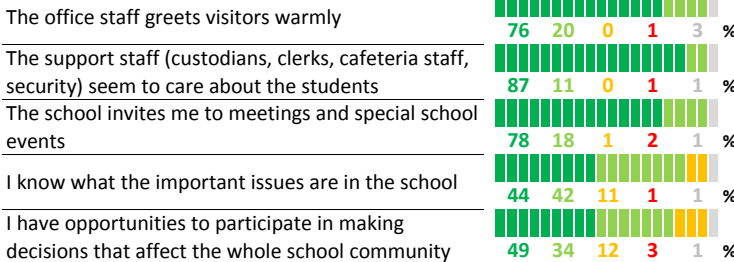 The office staff greets visitors warmly
76 20 0 1 3 %
The support staff (custodians, clerks, cafeteria staff,
security) seem to care about the students
87 11 0 1 1 %
The school invites me to meetings and special school
events
78 18 1 2 1 %
I know what the important issues are in the school
44 42 11 1 1 %
I have opportunities to participate in making
decisions that affect the whole school community
49 34 12 3 1 %